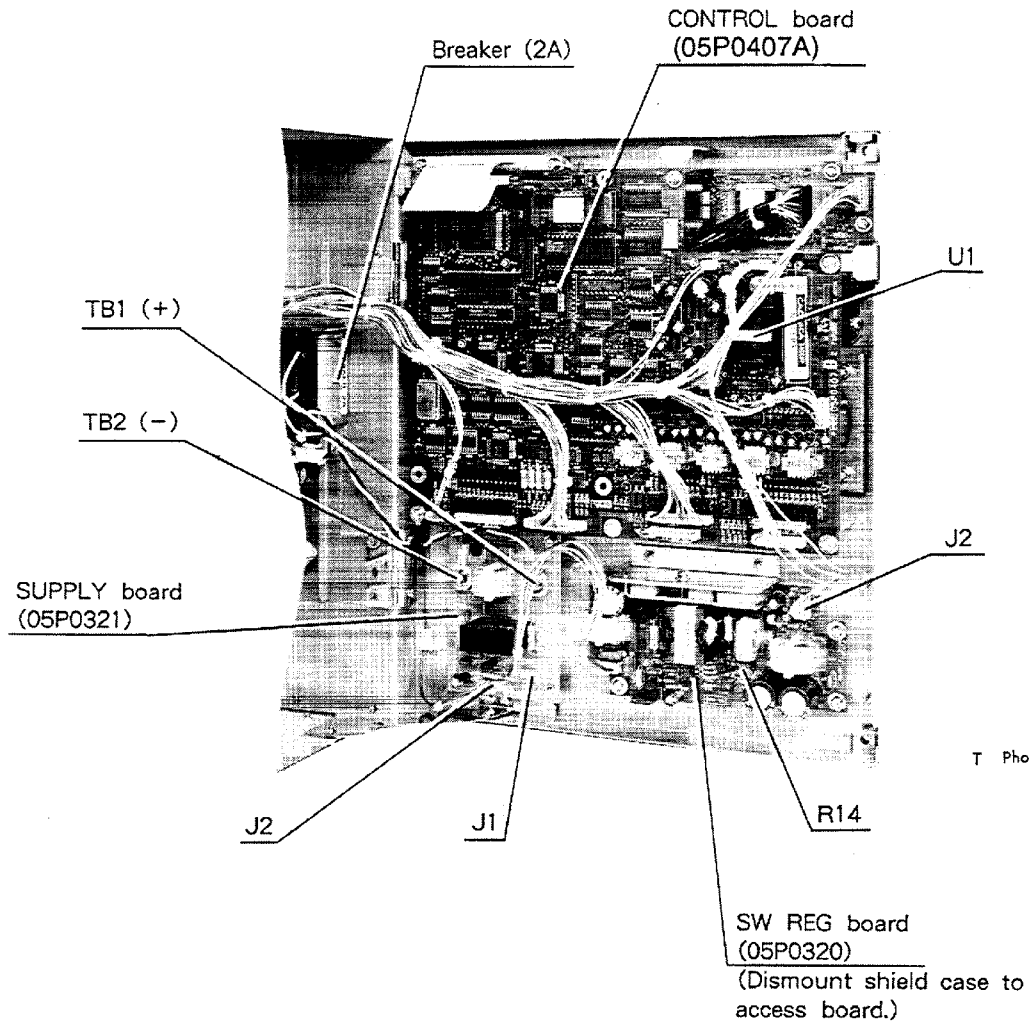 CONTROL board
(05P0407A)
Breaker (2A)
U1
TB1 (+)
TB2 (−)
J2
SUPPLY board
(05P0321)
T Pho
J2
J1
R14
SW REG board
(05P0320)
(Dismount shield case to
access board.)